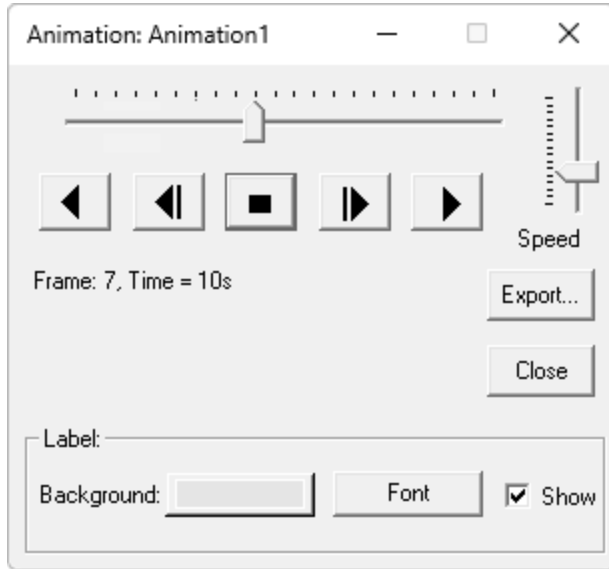 Animation: Animation1
Speed
Frame: 7, Time = 10s
Export...
Close
Label:
Background:
Font
Show